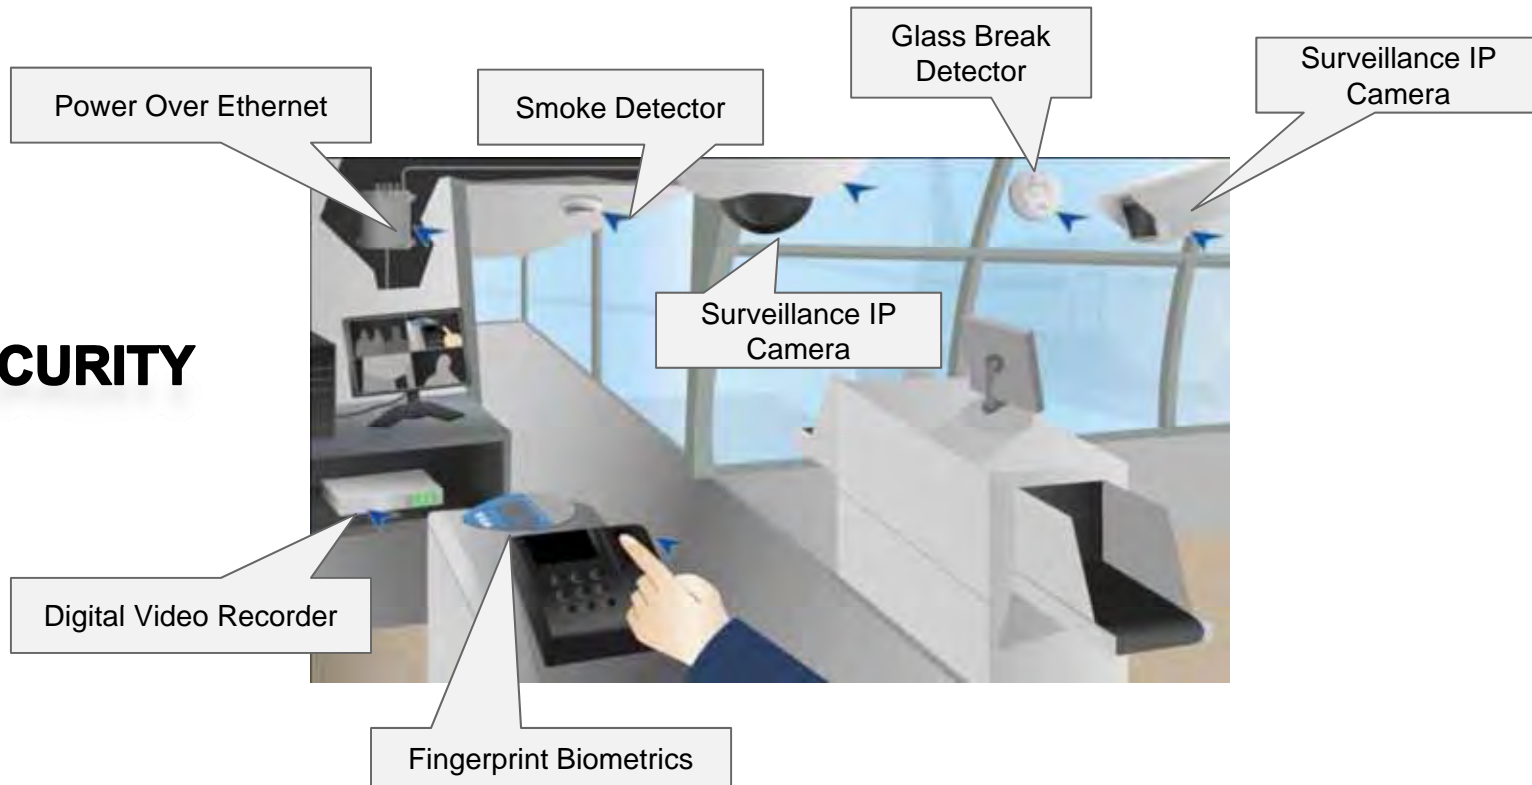 Glass Break
Detector
Surveillance IP
Camera
Power Over Ethernet
Smoke Detector
Surveillance IP
Camera
CURITY
Digital Video Recorder
Fingerprint Biometrics